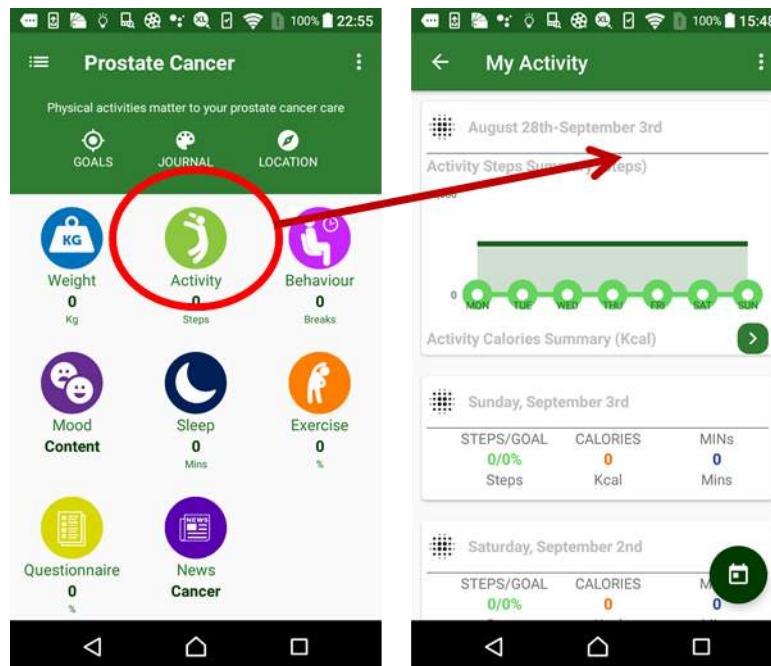 100% 22:55
Prostate Cancer
Physical activities matter to your prostate cancer care
GOALS JOURNAL LOCATION
KG
Weight Activity Behaviour
0 0 0
Kg Steps Breaks
Mood Sleep Exercise
Content 0 0
Mins %
NEWS
Questionnaire News
0 Cancer
%
XL 100% 15:48
My Activity
August 28th-September 3rd
Activity Steps Summary (Steps)
0
MON TUE WED THU FRI SAT SUN
Activity Calories Summary (Kcal)
Sunday, September 3rd
STEPS/GOAL CALORIES MINs
0/0% 0 0
Steps Kcal Mins
Saturday, September 2nd
STEPS/GOAL CALORIES
0/0% 0 0